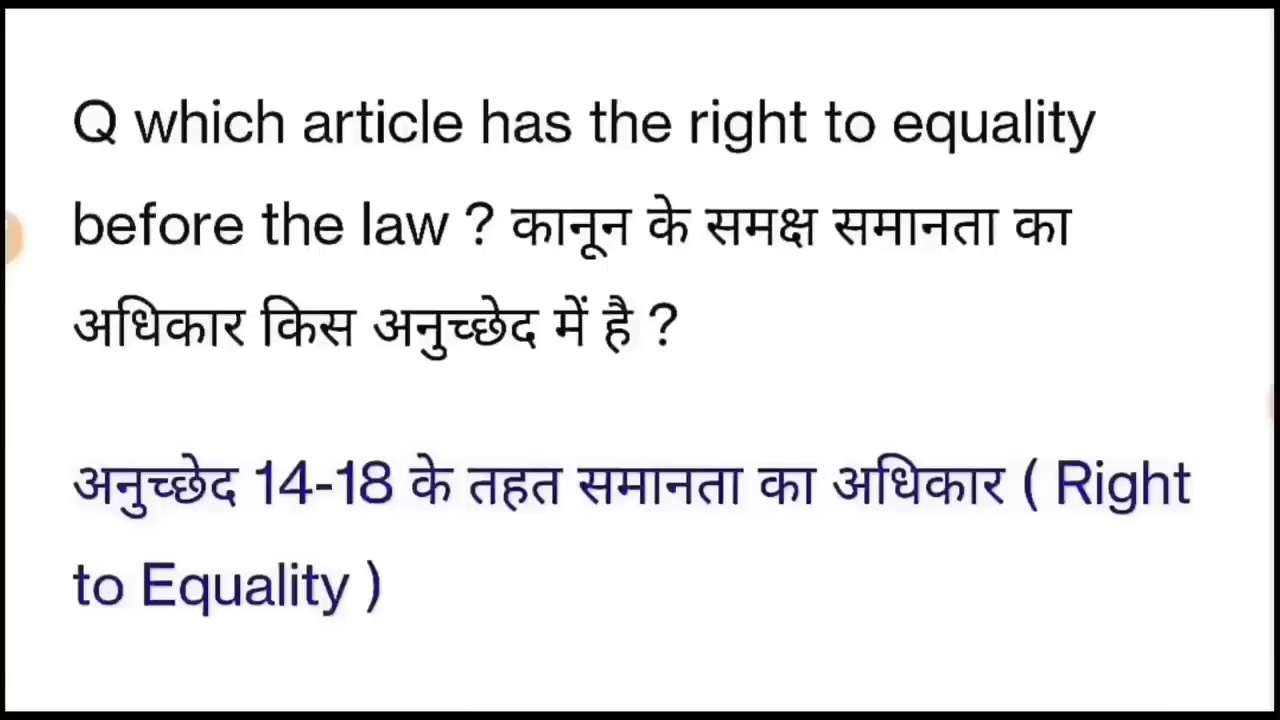 Q which article has the right to equality
before the law ? कानून के समक्ष समानता का
अधिकार किस अनुच्छेद में है ?
अनुच्छेद 14-18 के तहत समानता का अधिकार ( Right
to Equality )